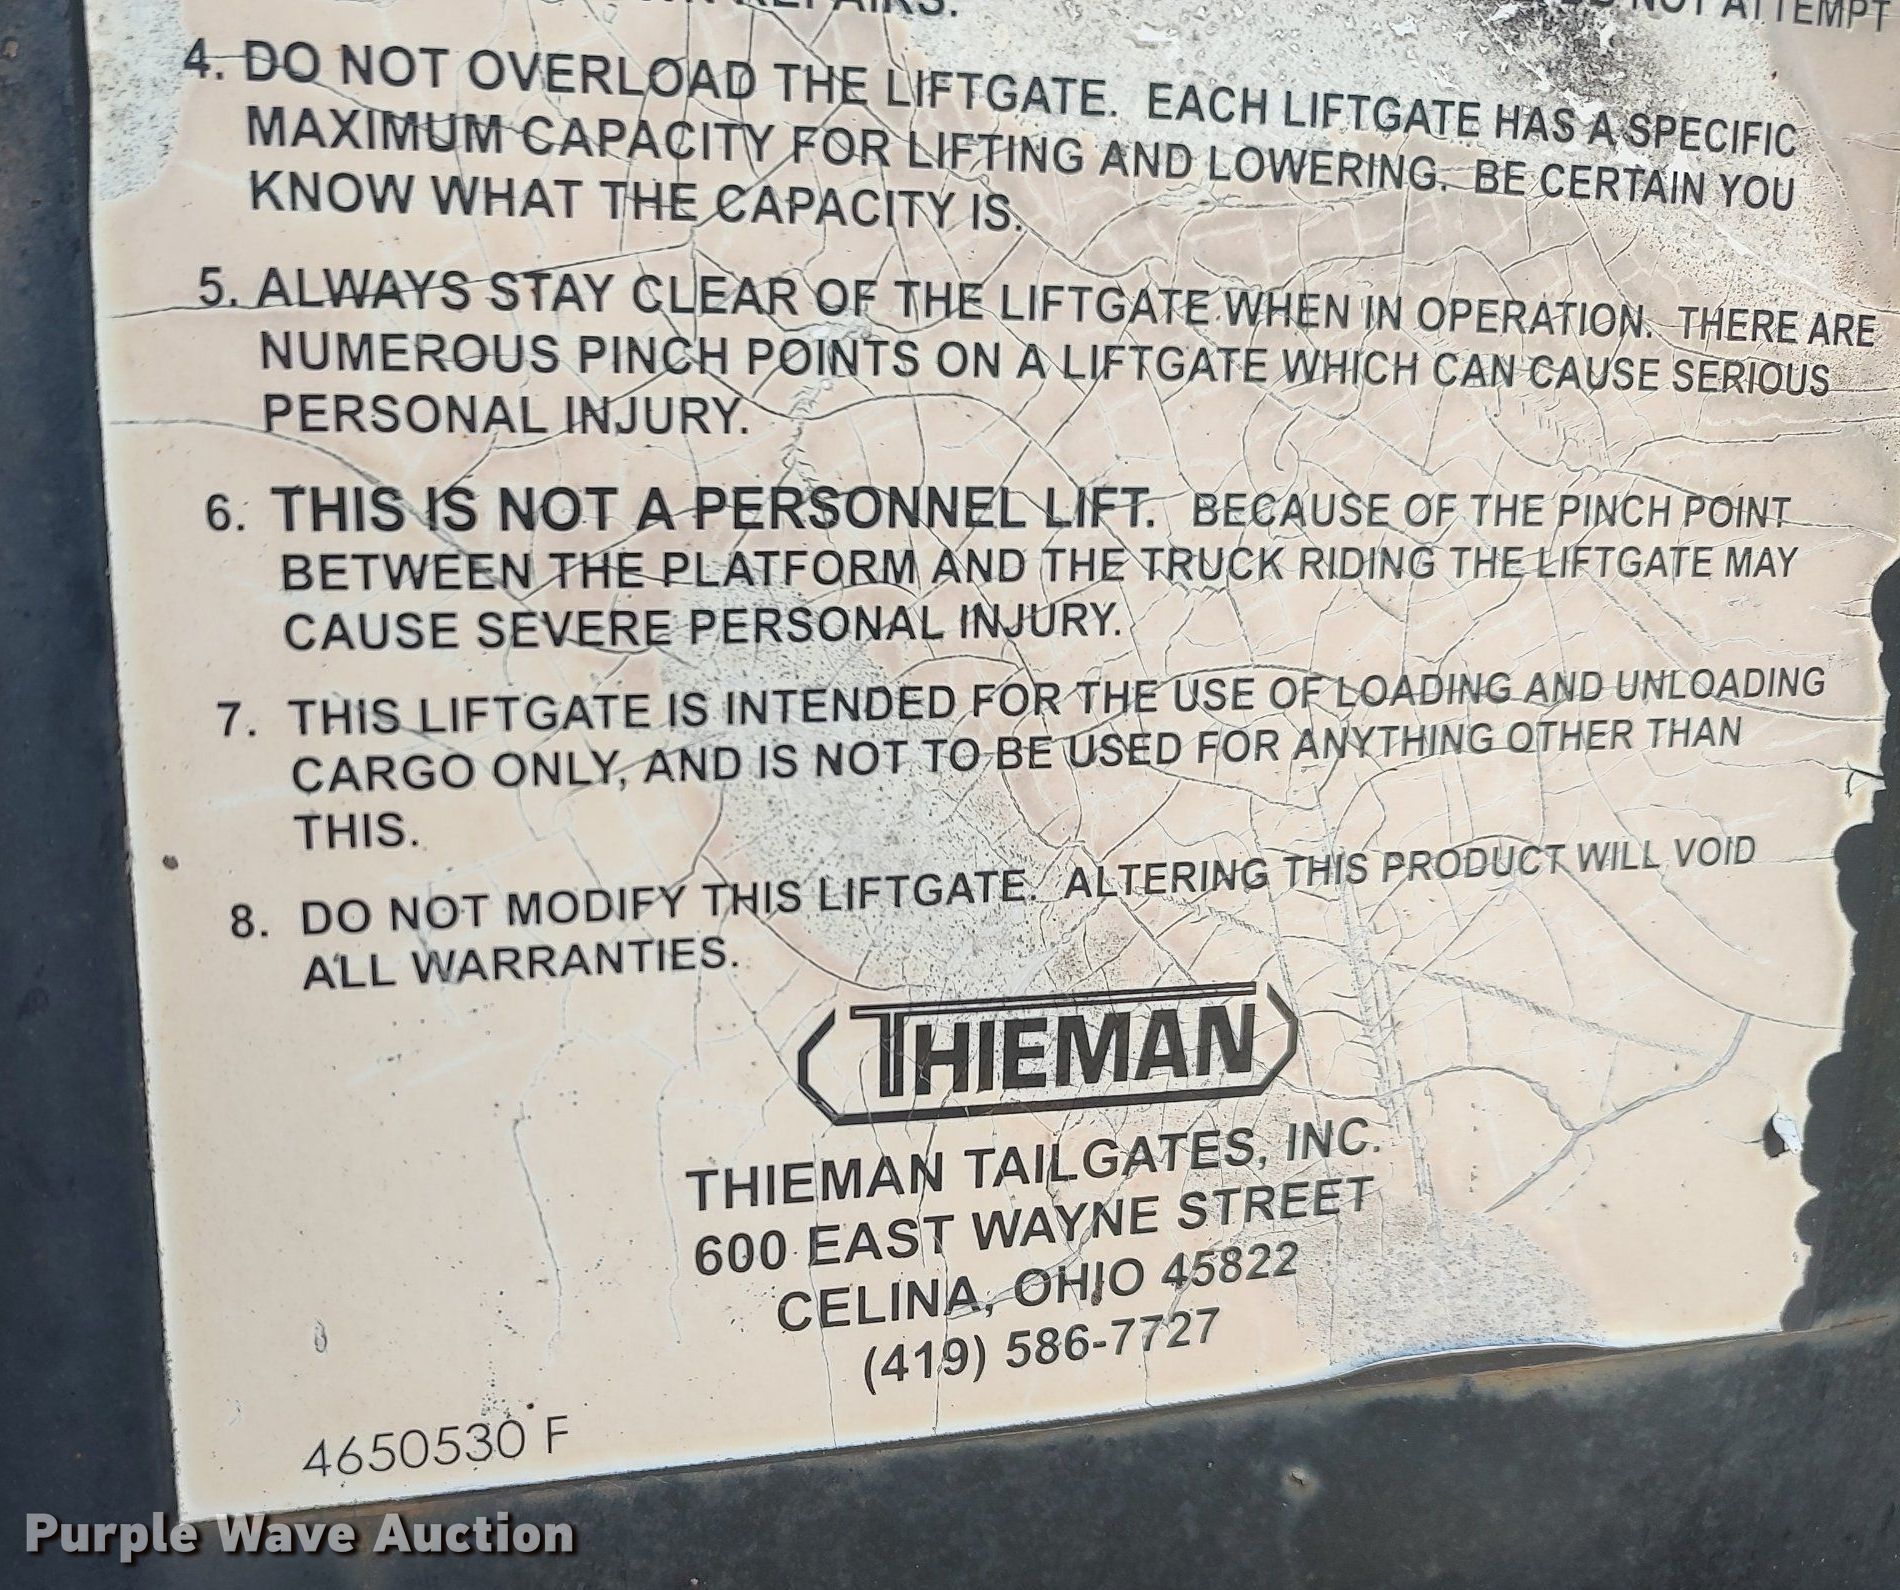 REPAIRS.
NOT ATTEMPT
4. DO NOT OVERLOAD THE LIFTGATE. EACH LIFTGATE HAS A SPECIFIC
MAXIMUM CAPACITY FOR LIFTING AND LOWERING. BE CERTAIN YOU
KNOW WHAT THE CAPACITY IS.
5. ALWAYS STAY CLEAR OF THE LIFTGATE WHEN IN OPERATION. THERE ARE
NUMEROUS PINCH POINTS ON A LIFTGATE WHICH CAN CAUSE SERIOUS
PERSONAL INJURY.
6. THIS IS NOT A PERSONNEL LIFT. BECAUSE OF THE PINCH POINT
BETWEEN THE PLATFORM AND THE TRUCK RIDING THE LIFTGATE MAY
CAUSE SEVERE PERSONAL INJURY.
7. THIS LIFTGATE IS INTENDED FOR THE USE OF LOADING AND UNLOADING
CARGO ONLY, AND IS NOT TO BE USED FOR ANYTHING OTHER THAN
THIS.
8. DO NOT MODIFY THIS LIFTGATE. ALTERING THIS PRODUCT WILL VOID
ALL WARRANTIES.
THIEMAN
THIEMAN TAILGATES, INC.
600 EAST WAYNE STREET
CELINA, OHIO 45822
(419) 586-7727
4650530 F
Purple Wave Auction